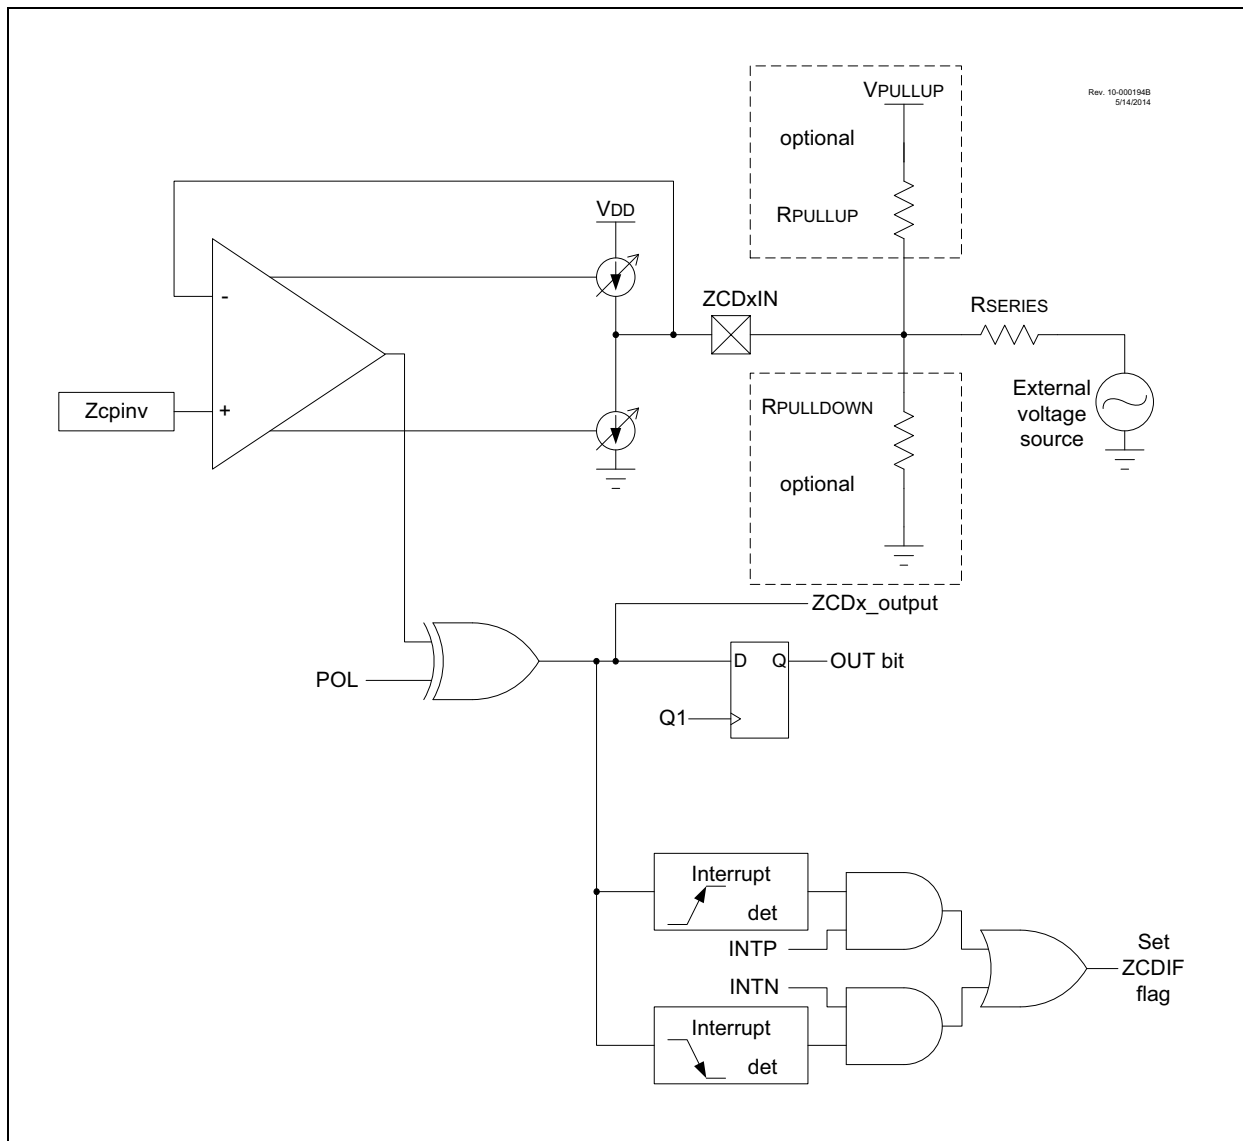 VPULLUP
Rev. 10-000194B
5/14/2014
optional
RPULLUP
VDD
-
ZCDxIN
RSERIES
Zcpinv
+
RPULLDOWN
External
voltage
source
optional
ZCDx_output
D
Q
OUT bit
POL
Q1
Interrupt
det
INTP
Set
ZCDIF
flag
INTN
Interrupt
det